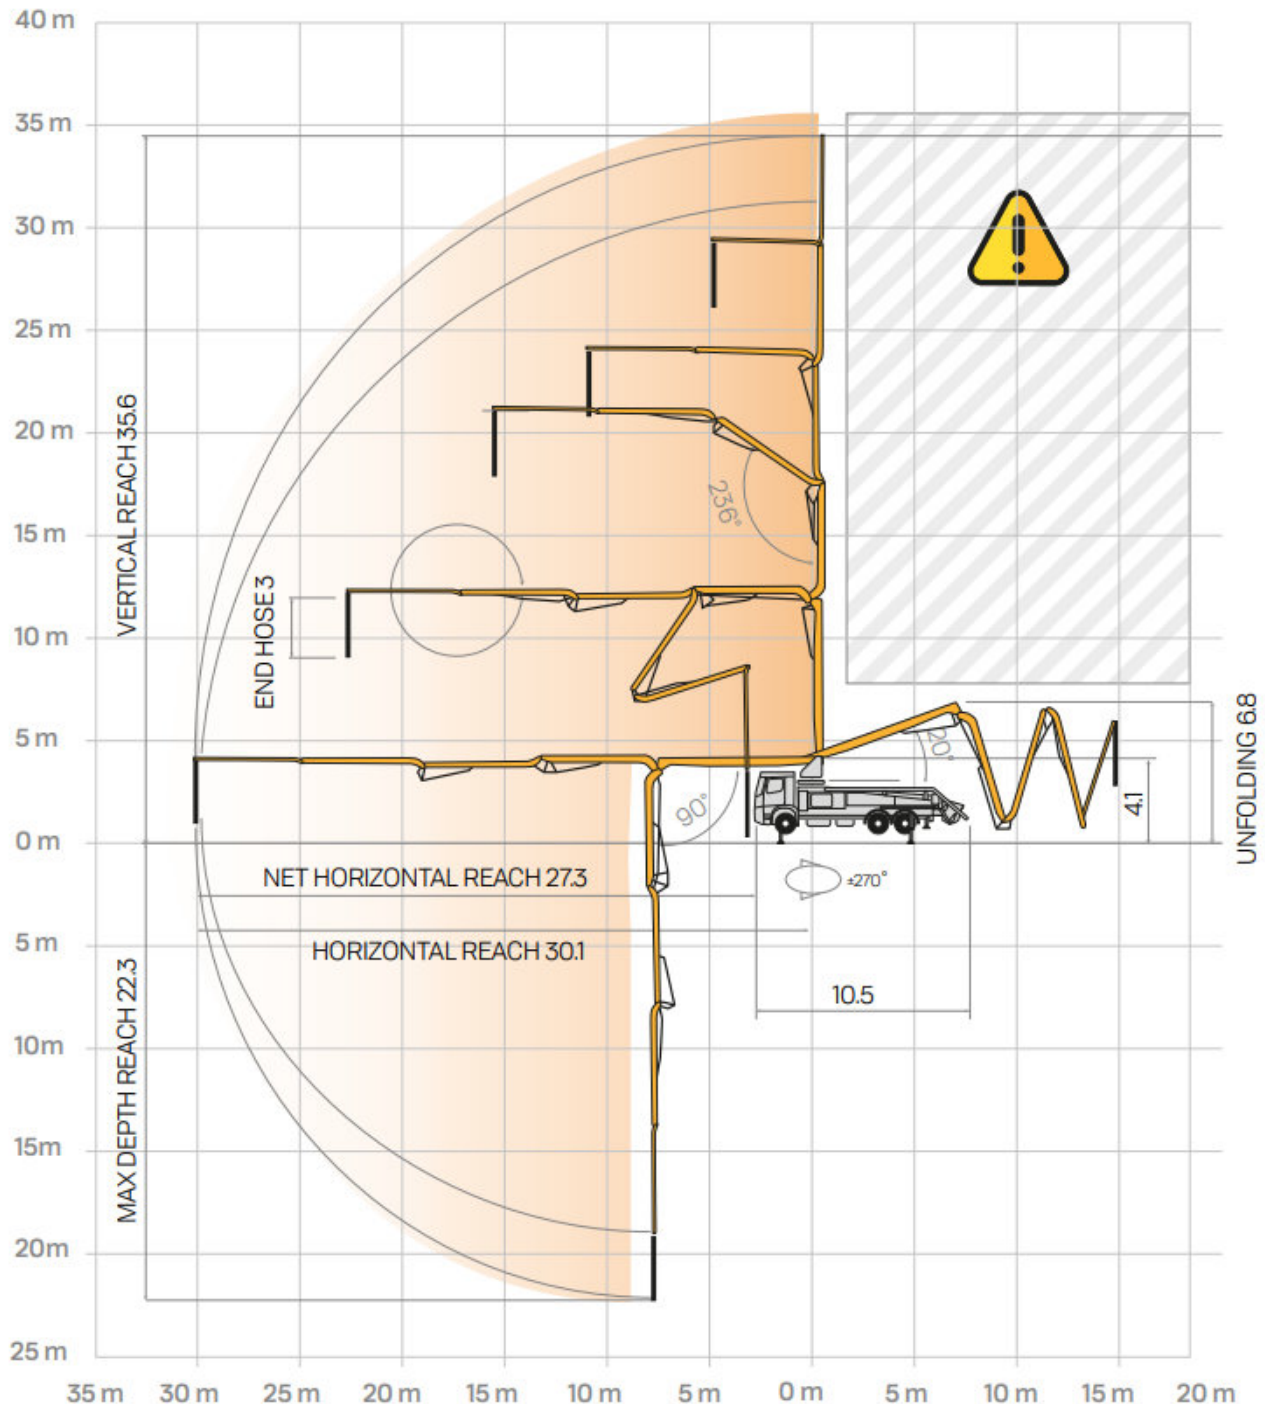 40 m
35 m
30 m
25 m
20 m
15 m
10 m
5 m
0 m
5 m
10m
15m
20m
25 m
VERTICAL REACH 35.6
END HOSE 3
236°
90°
20°
4.1
UNFOLDING 6.8
NET HORIZONTAL REACH 27.3
±270°
HORIZONTAL REACH 30.1
10.5
MAX DEPTH REACH 22.3
35 m
30 m
25 m
20 m
15 m
10 m
5 m
0 m
5 m
10 m
15 m
20 m